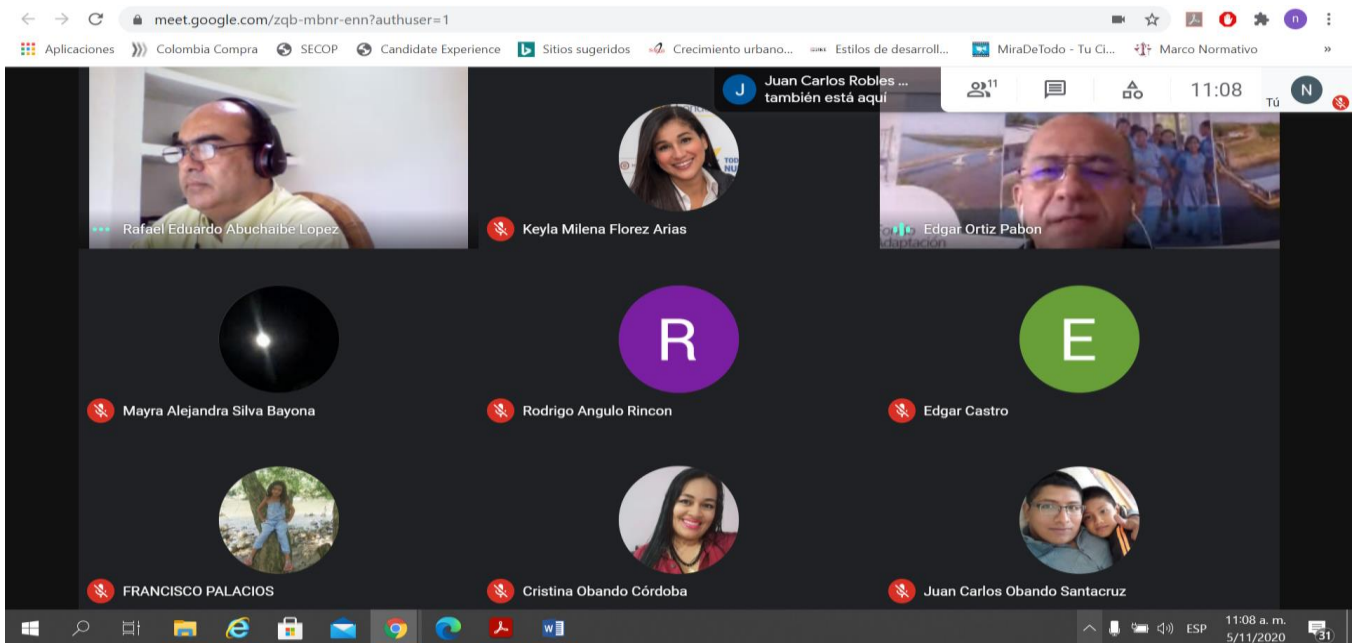 meet.google.com/zqb-mbnr-enn?authuser=1
n
Aplicaciones
Colombia Compra
SECOP
Candidate Experience
Sitios sugeridos
Crecimiento urbano...
Estilos de desarroll...
MiraDeTodo - Tu Ci...
Marco Normativo
»
J
Juan Carlos Robles ...
también está aquí
11
11:08
Tú
N
Rafael Eduardo Abuchaibe Lopez
TOD
NU
Keyla Milena Florez Arias
Edgar Ortiz Pabon
Adaptación
Mayra Alejandra Silva Bayona
R
Rodrigo Angulo Rincon
E
Edgar Castro
FRANCISCO PALACIOS
Cristina Obando Córdoba
Juan Carlos Obando Santacruz
ESP
11:08 a. m.
5/11/2020
31